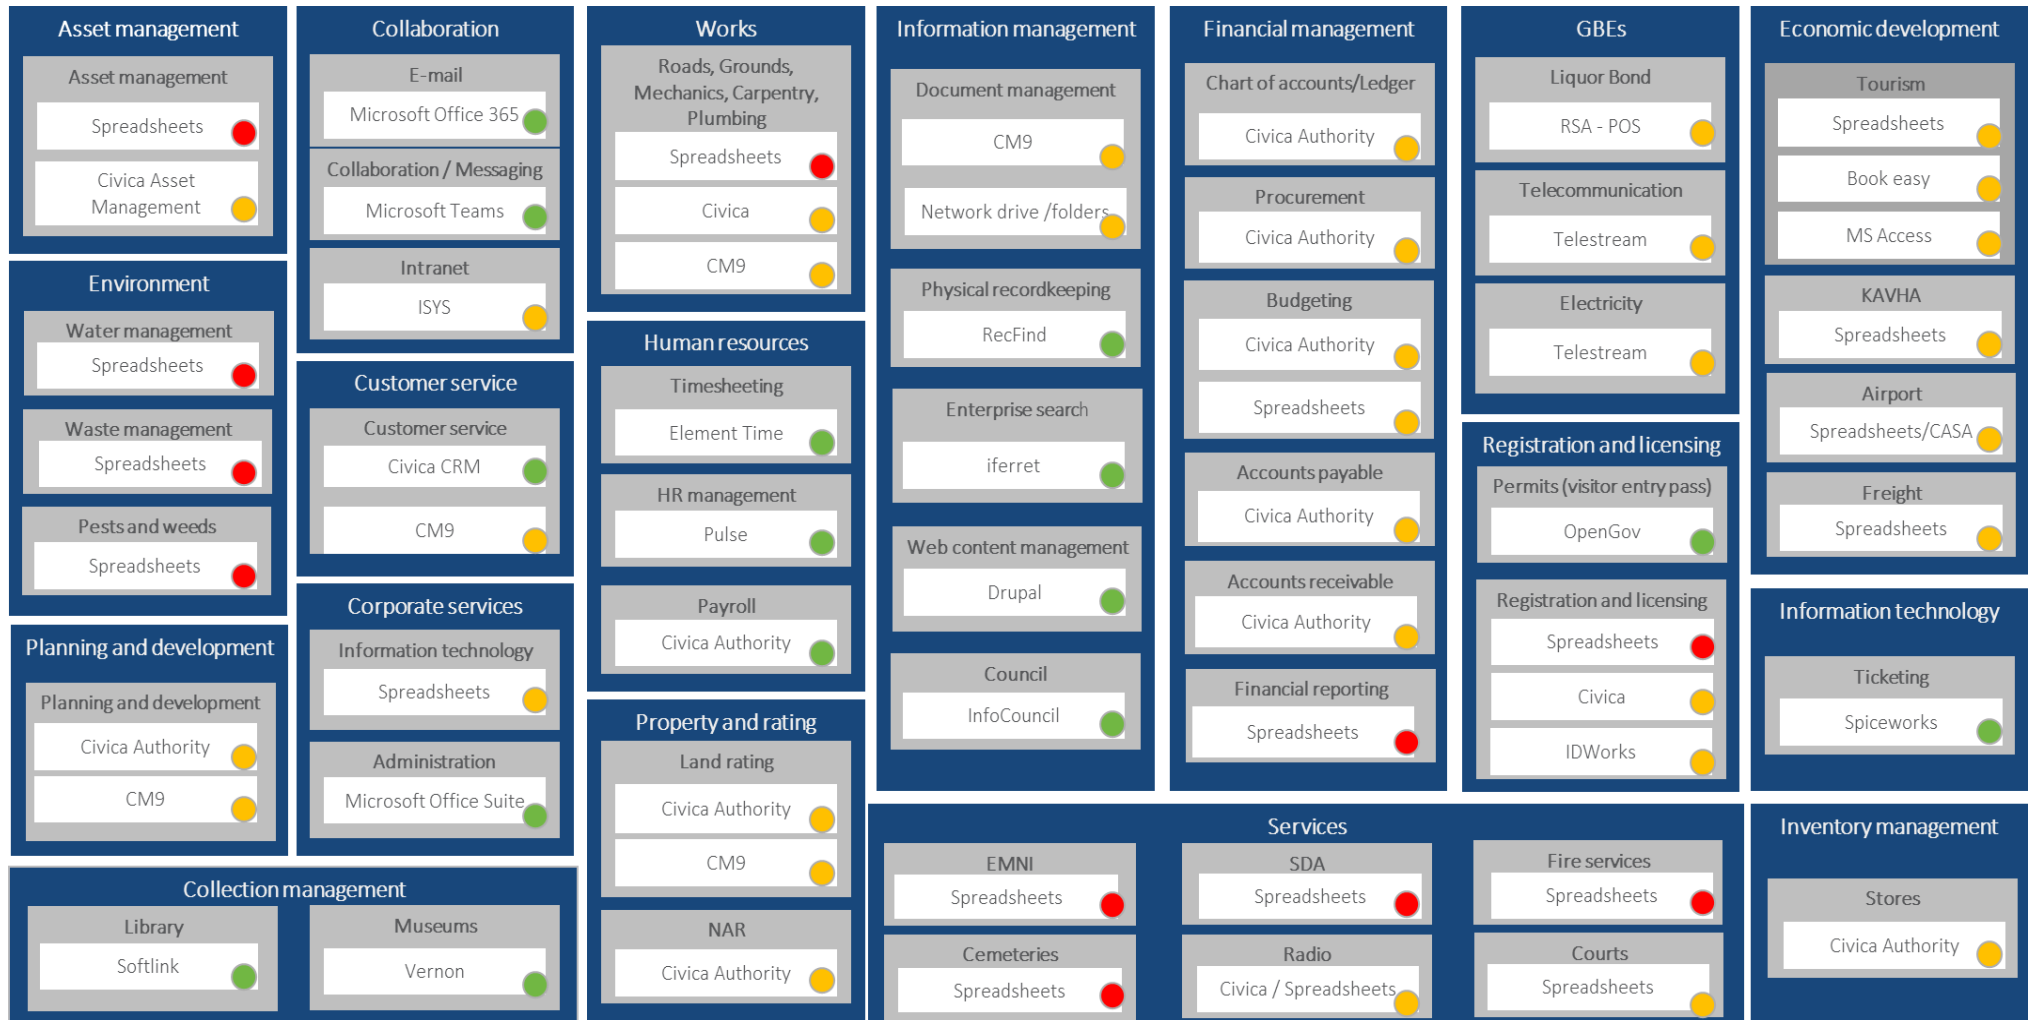 Asset management
Asset management
Spreadsheets
Civica Asset
Management
Environment
Water management
Spreadsheets
Waste management
Spreadsheets
Pests and weeds
Spreadsheets
Planning and development
Planning and development
Civica Authority
CM9
Collaboration
E-mail
Microsoft Office 365
Collaboration / Messaging
Microsoft Teams
Intranet
ISYS
Customer service
Customer service
Civica CRM
CM9
Corporate services
Information technology
Spreadsheets
Administration
Microsoft Office Suite
Collection management
Library
Softlink
Museums
Vernon
Works
Roads, Grounds,
Mechanics, Carpentry,
Plumbing
Spreadsheets
Civica
CM9
Human resources
Timesheeting
Element Time
HR management
Pulse
Payroll
Civica Authority
Property and rating
Land rating
Civica Authority
CM9
NAR
Civica Authority
Information management
Document management
CM9
Network drive /folders
Physical recordkeeping
RecFind
Enterprise search
iferret
Web content management
Drupal
Council
InfoCouncil
Financial management
Chart of accounts/Ledger
Civica Authority
Procurement
Civica Authority
Budgeting
Civica Authority
Spreadsheets
Accounts payable
Civica Authority
Accounts receivable
Civica Authority
Financial reporting
Spreadsheets
GBEs
Liquor Bond
RSA - POS
Telecommunication
Telestream
Electricity
Telestream
Registration and licensing
Permits (visitor entry pass)
OpenGov
Registration and licensing
Spreadsheets
Civica
IDWorks
Services
EMNI
Spreadsheets
SDA
Spreadsheets
Fire services
Spreadsheets
Cemeteries
Spreadsheets
Radio
Civica / Spreadsheets
Courts
Spreadsheets
Economic development
Tourism
Spreadsheets
Book easy
MS Access
KAVHA
Spreadsheets
Airport
Spreadsheets/CASA
Freight
Spreadsheets
Information technology
Ticketing
Spiceworks
Inventory management
Stores
Civica Authority